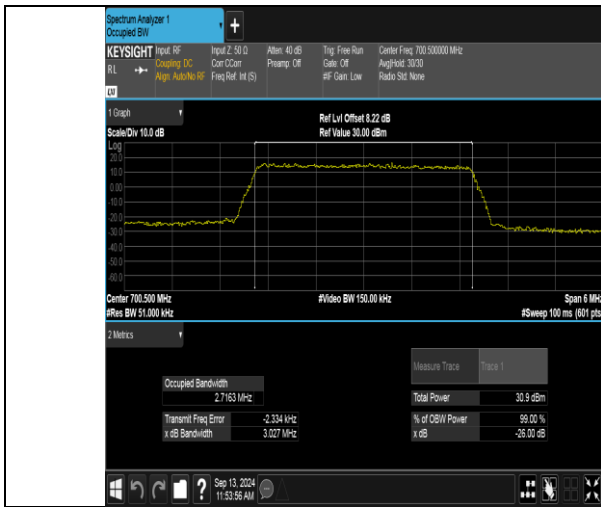 Spectrum Analyzer 1
Occupied BW
+
KEYSIGHT Input: RF Input Z: 50 Ω Atten: 40 dB Trig: Free Run Center Freq: 700.500000 MHz
RL Coupling: DC Corr CCorr Preamp: Off Gate: Off Avg|Hold: 30/30
Align: Auto/No RF Freq Ref: Int (S) #IF Gain: Low Radio Std: None
1 Graph
Ref Lvl Offset 8.22 dB
Scale/Div 10.0 dB Ref Value 30.00 dBm
Log
20.0
10.0
0.00
-10.0
-20.0
-30.0
-40.0
-50.0
-60.0
Center 700.500 MHz #Video BW 150.00 kHz Span 6 MHz
#Res BW 51.000 kHz #Sweep 100 ms (601 pts)
2 Metrics
Measure Trace Trace 1
Occupied Bandwidth
2.7163 MHz Total Power 30.9 dBm
Transmit Freq Error -2.334 kHz % of OBW Power 99.00 %
x dB Bandwidth 3.027 MHz x dB -26.00 dB
? Sep 13, 2024
11:53:56 AM